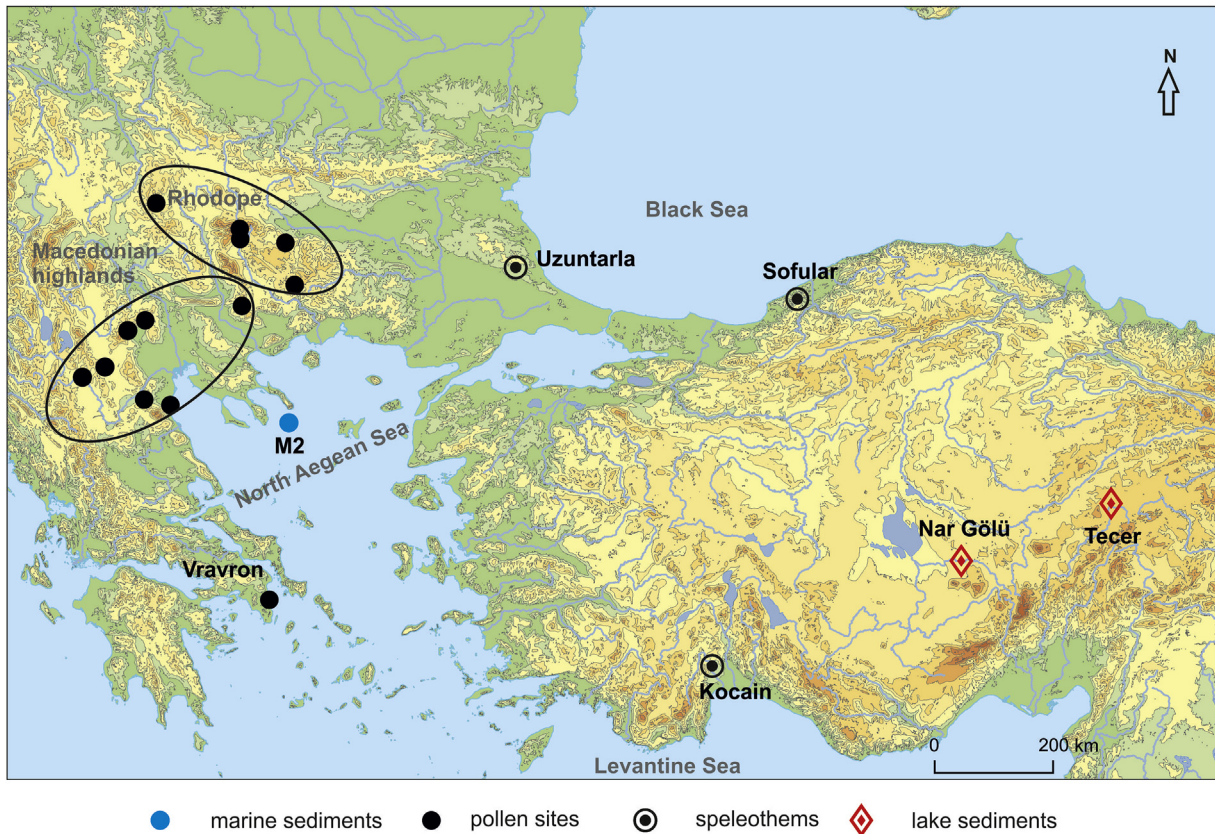 N
Rhodope
Black Sea
Macedonian
highlands
Uzuntarla
Sofular
M2
North Aegean Sea
Nar Gölü
Tecer
Vravron
Kocain
0
200 km
Levantine Sea
marine sediments
pollen sites
speleothems
lake sediments